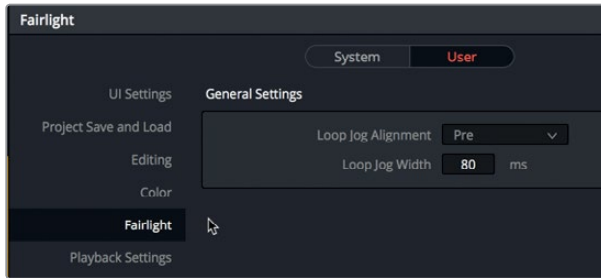 Fairlight
System User
UI Settings
General Settings
Project Save and Load
Loop Jog Alignment Pre
Editing
Loop Jog Width 80 ms
Color
Fairlight
Playback Settings